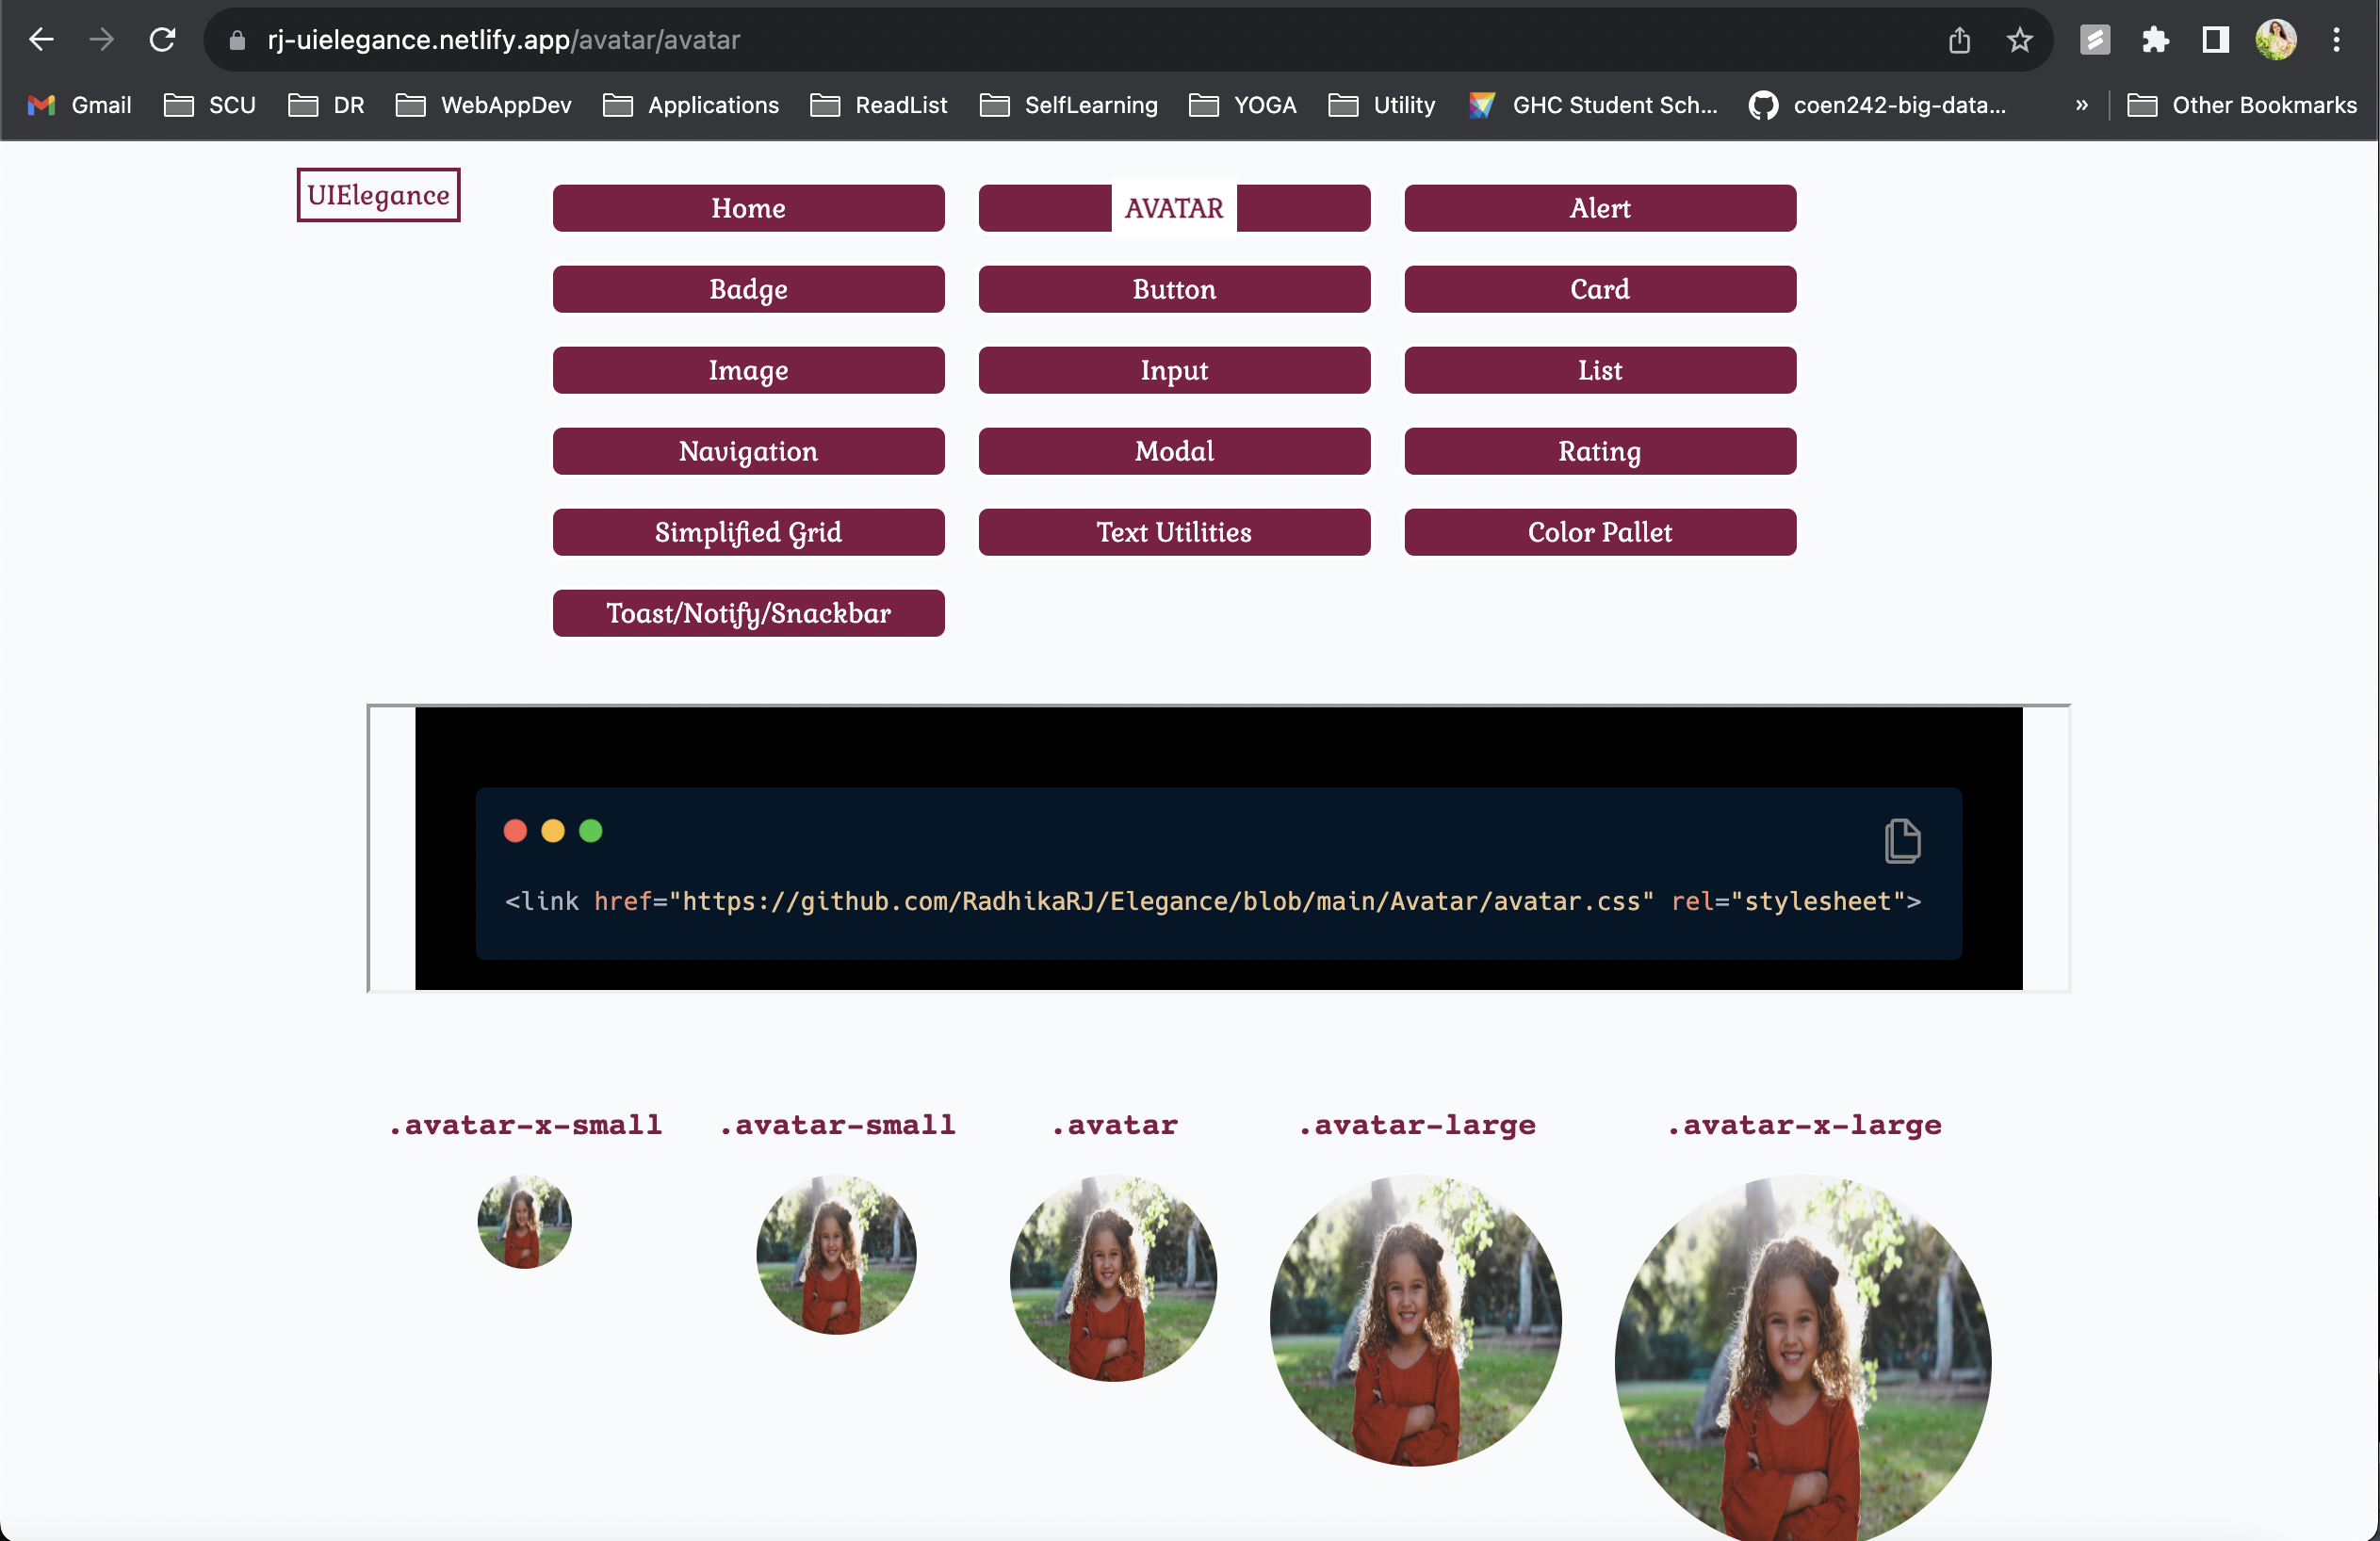 rj-uielegance.netlify.app/avatar/avatar
Gmail SCU DR WebAppDev Applications ReadList SelfLearning YOGA Utility GHC Student Sch... coen242-big-data... » Other Bookmarks
UIElegance
Home AVATAR Alert
Badge Button Card
Image Input List
Navigation Modal Rating
Simplified Grid Text Utilities Color Pallet
Toast/Notify/Snackbar
<link href="https://github.com/RadhikaRJ/Elegance/blob/main/Avatar/avatar.css" rel="stylesheet">
.avatar-x-small .avatar-small .avatar .avatar-large .avatar-x-large